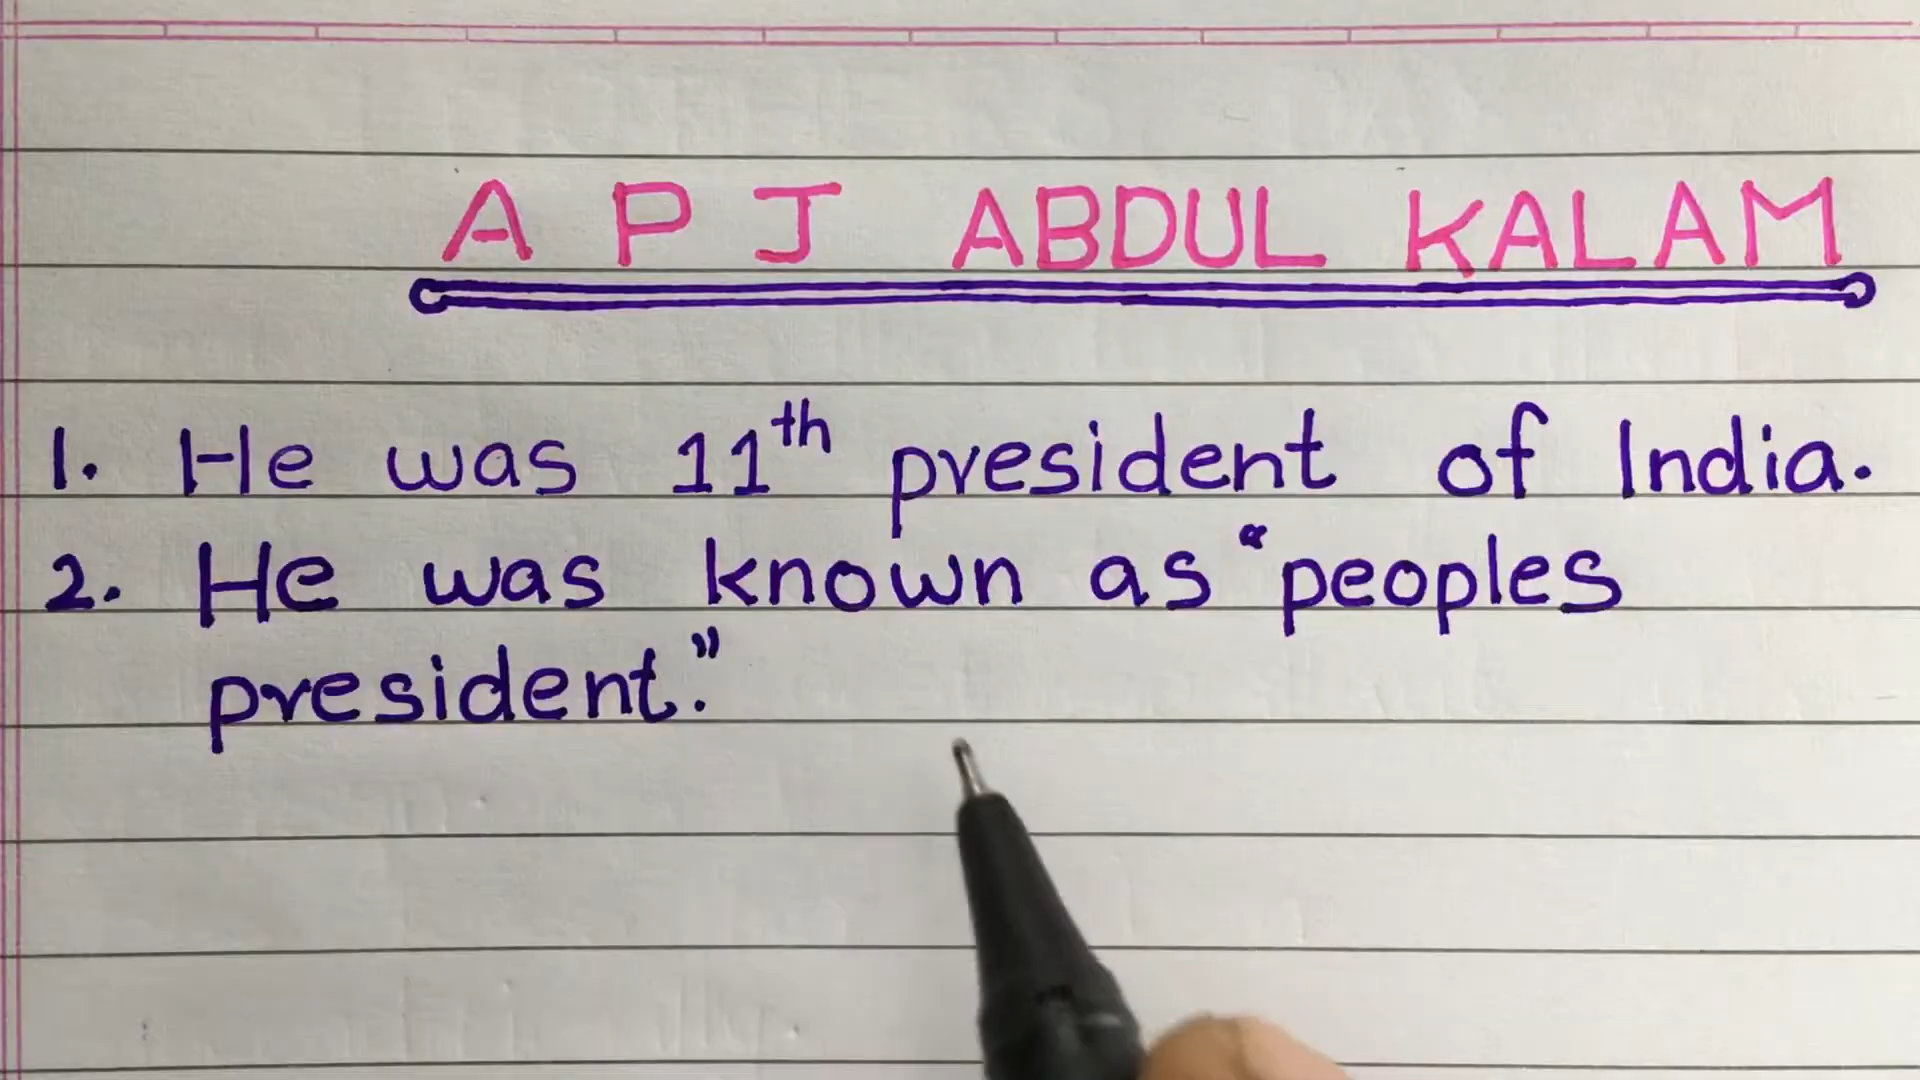 A P J ABDUL KALAM
1. He was 11th president of India.
2. He was known as "peoples
president."